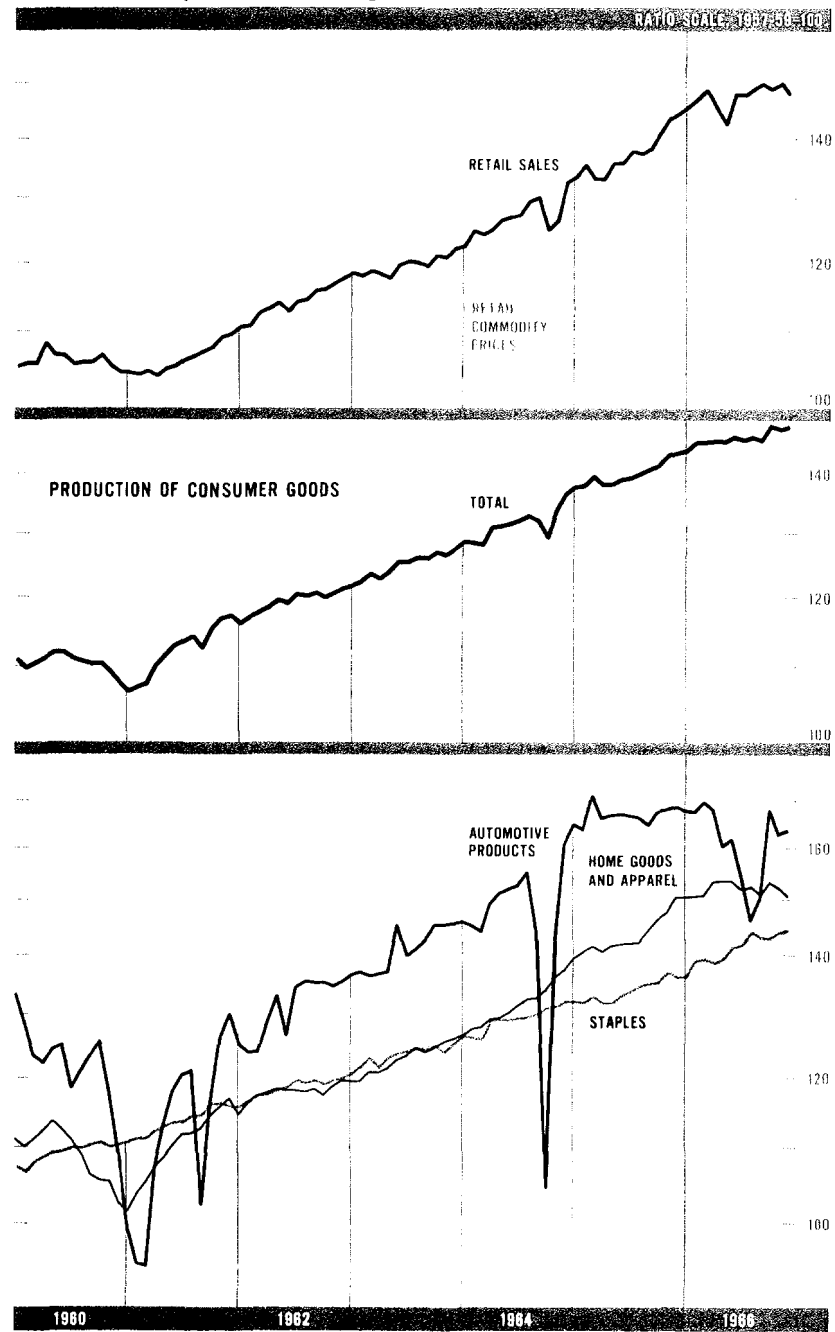 RATIO SCALE, 1957-59=100
RETAIL SALES
140
120
RETAIL
COMMODITY
PRICES
100
PRODUCTION OF CONSUMER GOODS
TOTAL
140
120
100
AUTOMOTIVE
PRODUCTS
HOME GOODS
AND APPAREL
160
140
STAPLES
120
100
1960
1962
1964
1966